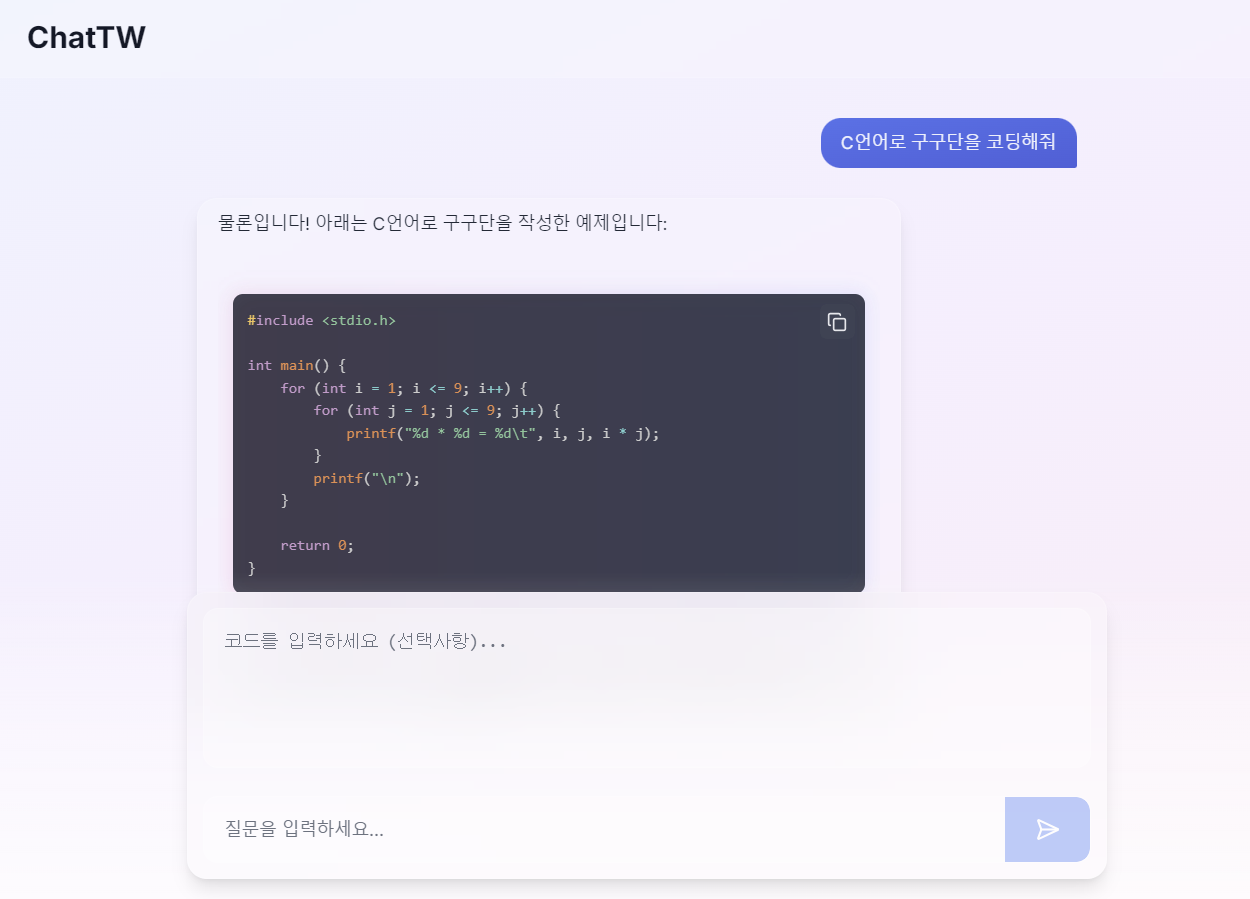 ChatTW
C언어로 구구단을 코딩해줘
물론입니다! 아래는 C언어로 구구단을 작성한 예제입니다:
#include <stdio.h>
int main() {
    for (int i = 1; i <= 9; i++) {
        for (int j = 1; j <= 9; j++) {
            printf("%d * %d = %d\t", i, j, i * j);
        }
        printf("\n");
    }
    return 0;
}
코드를 입력하세요 (선택사항)...
질문을 입력하세요...